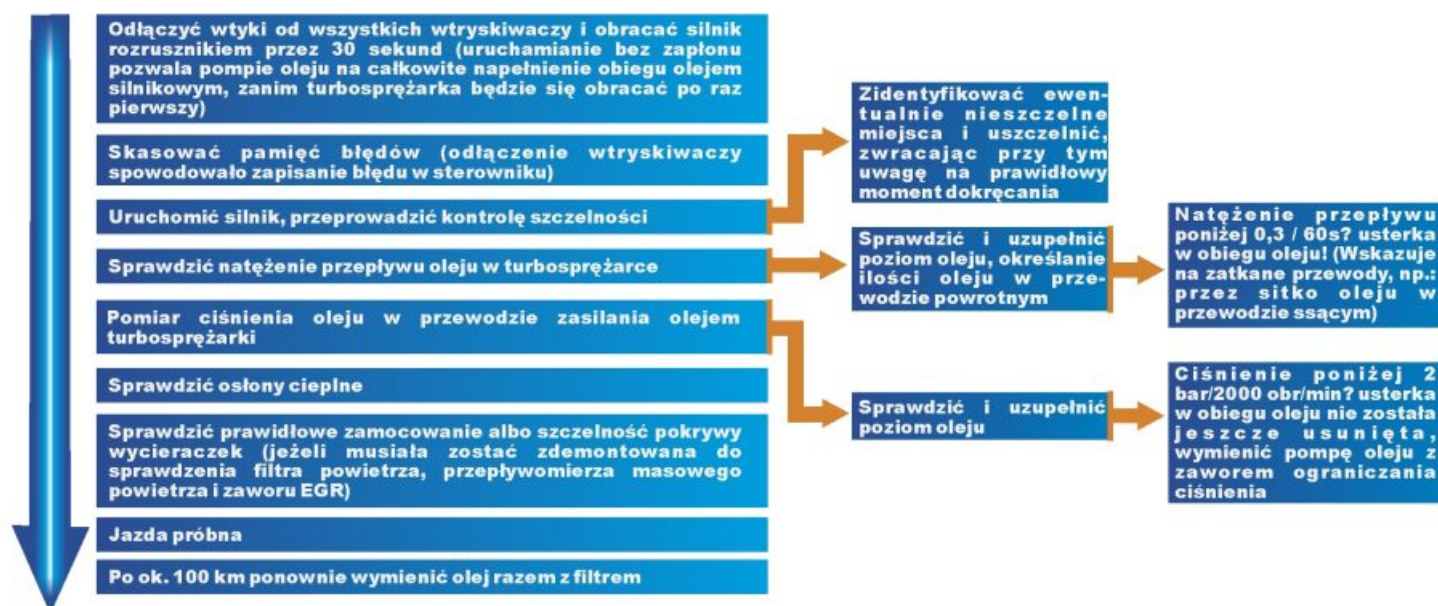 Odłączyć wtyki od wszystkich wtryskiwaczy i obracać silnik
rozrusznikiem przez 30 sekund (uruchamianie bez zapłonu
pozwala pompie oleju na całkowite napełnienie obiegu olejem
silnikowym, zanim turbosprężarka będzie się obracać po raz
pierwszy)
Skasować pamięć błędów (odłączenie wtryskiwaczy
spowodowało zapisanie błędu w sterowniku)
Uruchomić silnik, przeprowadzić kontrolę szczelności
Zidentyfikować ewen-
tualnie nieszczelne
miejsca i uszczelnić,
zwracając przy tym
uwagę na prawidłowy
moment dokręcania
Sprawdzić natężenie przepływu oleju w turbosprężarce
Sprawdzić i uzupełnić
poziom oleju, określanie
ilości oleju w prze-
wodzie powrotnym
Natężenie przepływu
poniżej 0,3 / 60s? usterka
w obiegu oleju! (Wskazuje
na zatkane przewody, np.:
przez sitko oleju w
przewodzie ssącym)
Pomiar ciśnienia oleju w przewodzie zasilania olejem
turbosprężarki
Sprawdzić i uzupełnić
poziom oleju
Ciśnienie poniżej 2
bar/2000 obr/min? usterka
w obiegu oleju nie została
jeszcze usunięta,
wymienić pompę oleju z
zaworem ograniczania
ciśnienia
Sprawdzić osłony cieplne
Sprawdzić prawidłowe zamocowanie albo szczelność pokrywy
wycieraczek (jeżeli musiała zostać zdemontowana do
sprawdzenia filtra powietrza, przepływomierza masowego
powietrza i zaworu EGR)
Jazda próbna
Po ok. 100 km ponownie wymienić olej razem z filtrem